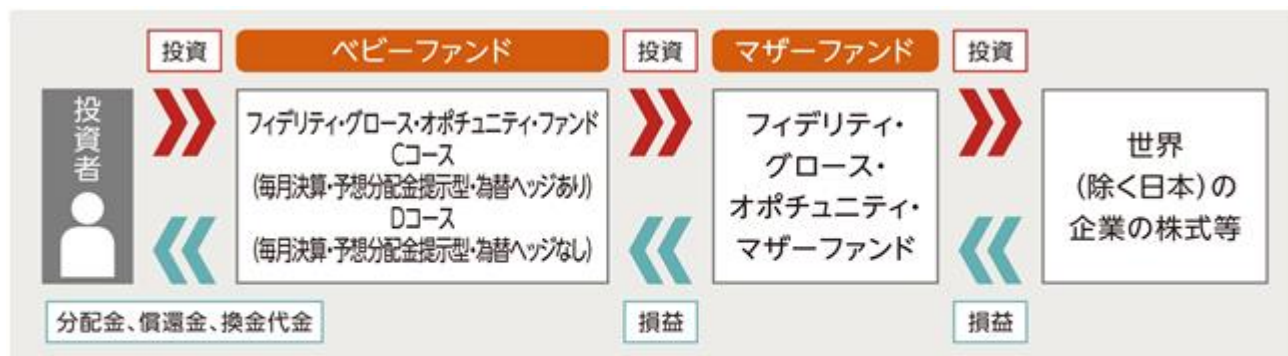 投資
ベビーファンド
投資
マザーファンド
投資
投資者
フィデリティ・グロース・オポチュニティ・ファンド
Cコース
(毎月決算・予想分配金提示型・為替ヘッジあり)
Dコース
(毎月決算・予想分配金提示型・為替ヘッジなし)
フィデリティ・
グロース・
オポチュニティ・
マザーファンド
世界
(除く日本)の
企業の株式等
分配金、償還金、換金代金
損益
損益